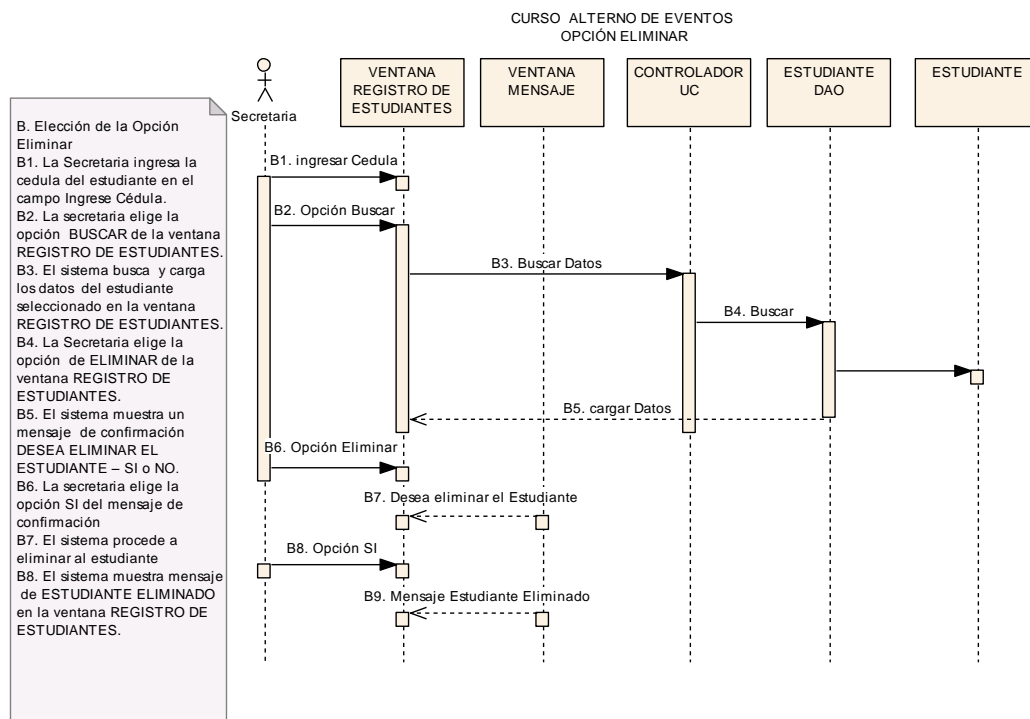 CURSO ALTERNO DE EVENTOS
OPCIÓN ELIMINAR
Secretaria
VENTANA
REGISTRO DE
ESTUDIANTES
VENTANA
MENSAJE
CONTROLADOR
UC
ESTUDIANTE
DAO
ESTUDIANTE
B. Elección de la Opción
Eliminar
B1. La Secretaria ingresa la
cedula del estudiante en el
campo Ingrese Cédula.
B2. La secretaria elige la
opción BUSCAR de la ventana
REGISTRO DE ESTUDIANTES.
B3. El sistema busca y carga
los datos del estudiante
seleccionado en la ventana
REGISTRO DE ESTUDIANTES.
B4. La Secretaria elige la
opción de ELIMINAR de la
ventana REGISTRO DE
ESTUDIANTES.
B5. El sistema muestra un
mensaje de confirmación
DESEA ELIMINAR EL
ESTUDIANTE – SI o NO.
B6. La secretaria elige la
opción SI del mensaje de
confirmación
B7. El sistema procede a
eliminar al estudiante
B8. El sistema muestra mensaje
de ESTUDIANTE ELIMINADO
en la ventana REGISTRO DE
ESTUDIANTES.
B1. ingresar Cedula
B2. Opción Buscar
B3. Buscar Datos
B4. Buscar
B5. cargar Datos
B6. Opción Eliminar
B7. Desea eliminar el Estudiante
B8. Opción SI
B9. Mensaje Estudiante Eliminado